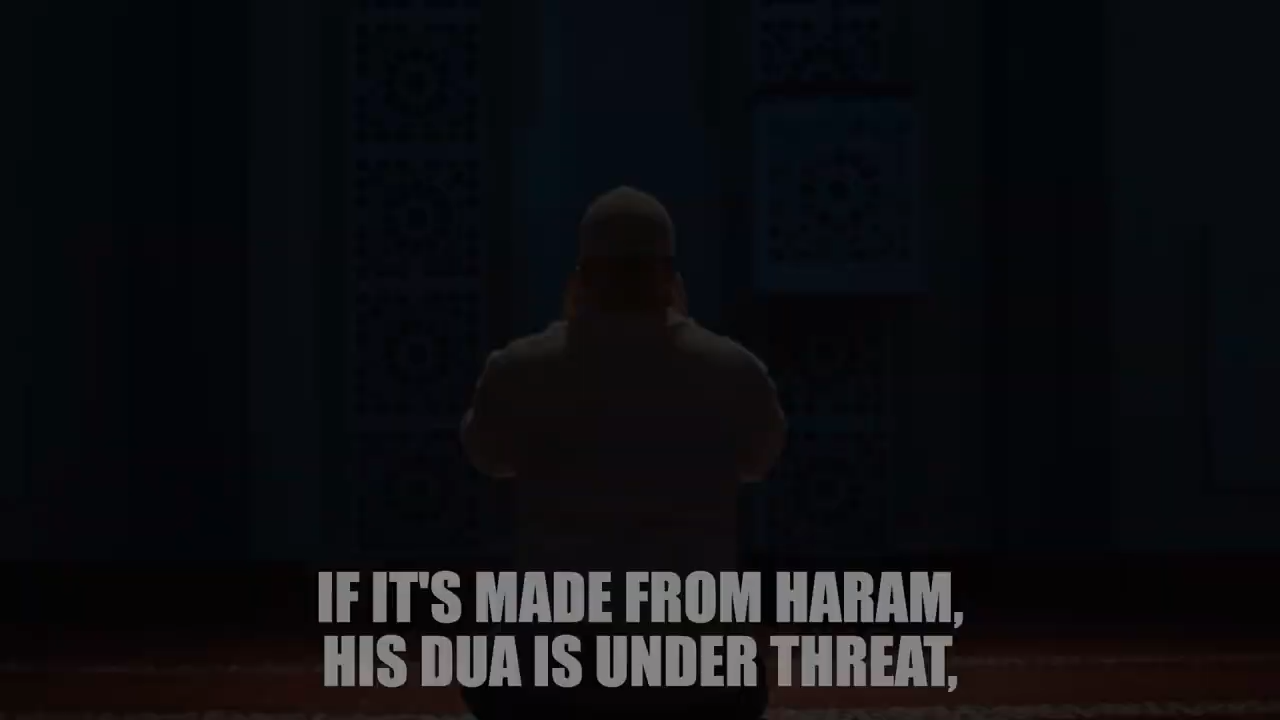 IF IT'S MADE FROM HARAM,
HIS DUA IS UNDER THREAT,